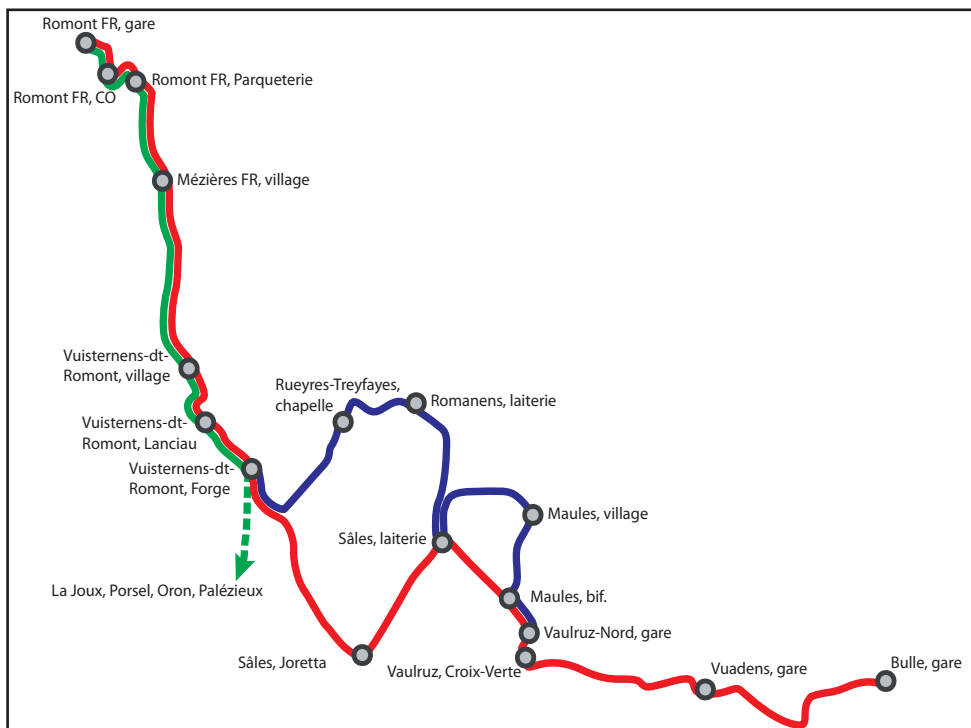 Romont FR, gare
Romont FR, Parqueterie
Romont FR, CO
Mézières FR, village
Vuisternens-dt-
Romont, village
Rueyres-Treyfayes,
chapelle
Romanens, laiterie
Vuisternens-dt-
Romont, Lanciau
Vuisternens-dt-
Romont, Forge
Maules, village
Sâles, laiterie
La Joux, Porsel, Oron, Palézieux
Maules, bif.
Vaulruz-Nord, gare
Sâles, Joretta
Vaulruz, Croix-Verte
Vuadens, gare
Bulle, gare